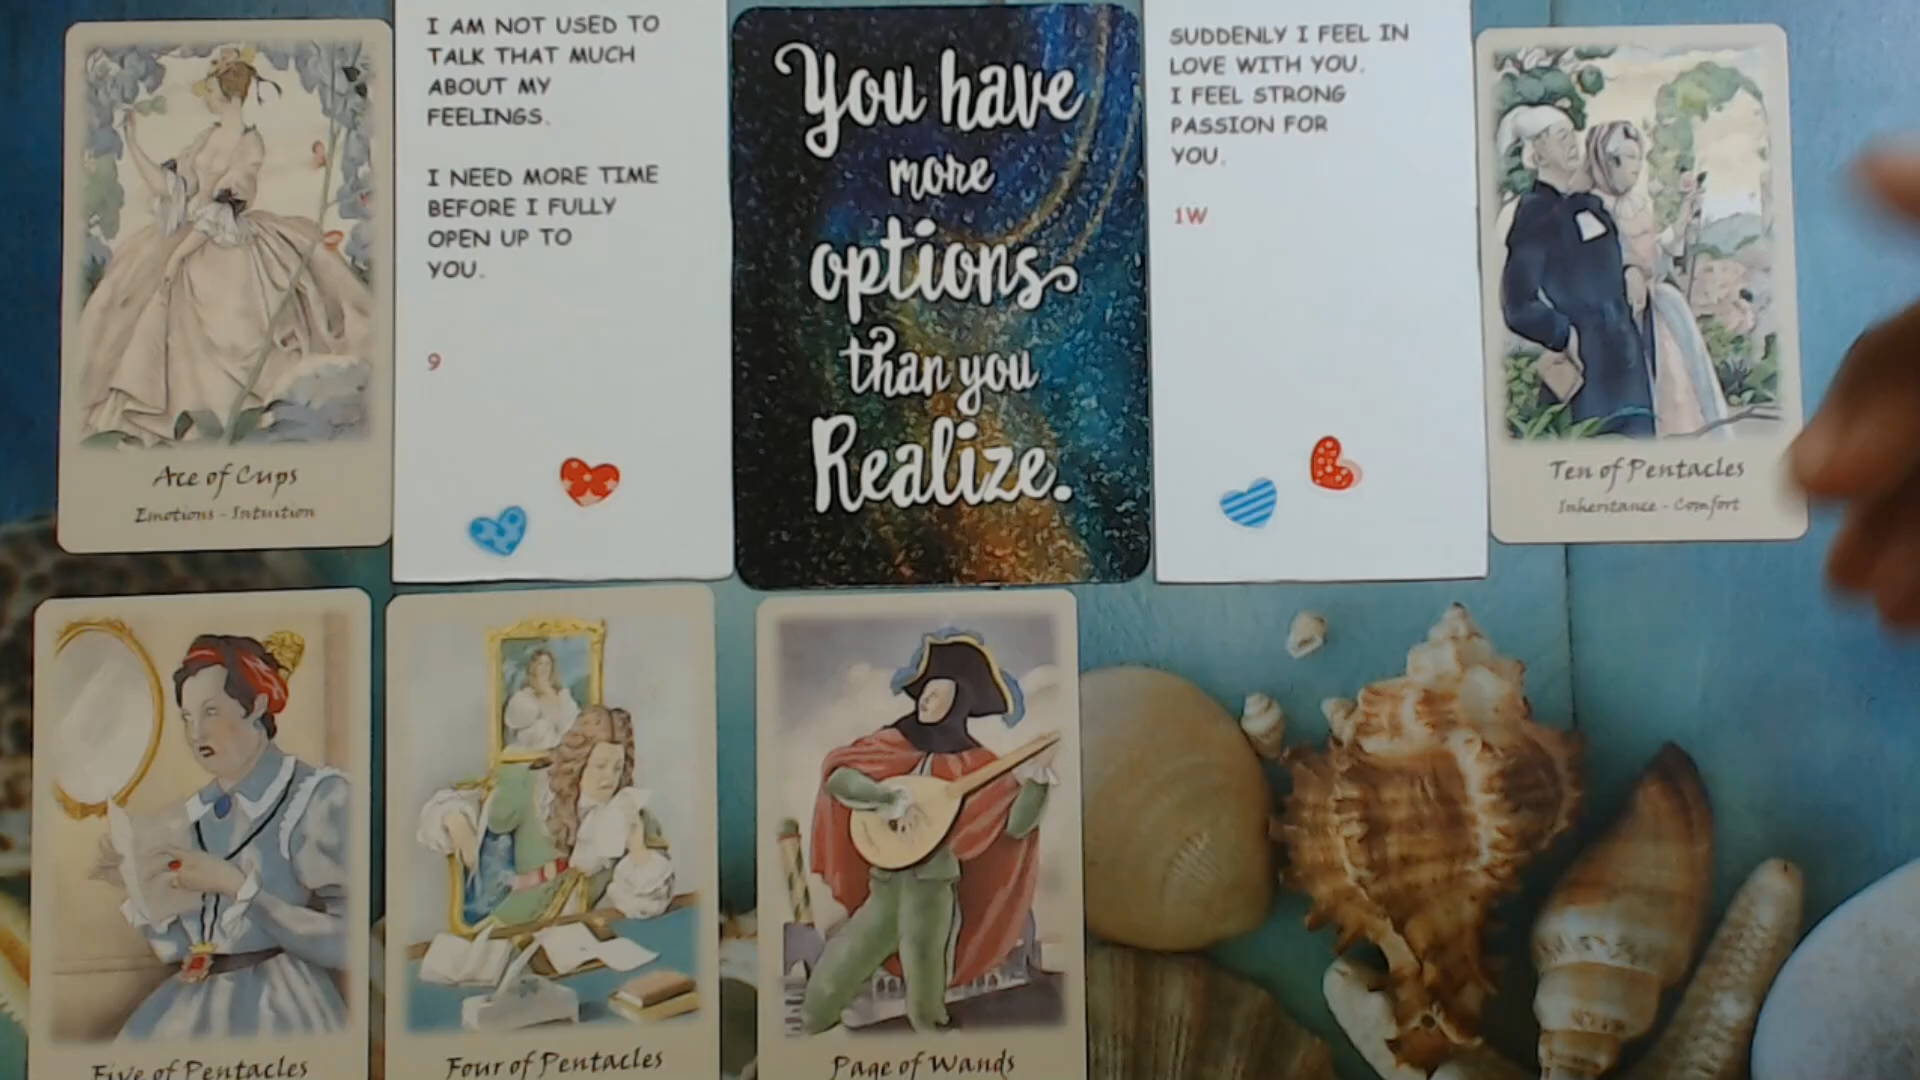 Ace of Cups
Emotions - Intuition
I AM NOT USED TO
TALK THAT MUCH
ABOUT MY
FEELINGS.
I NEED MORE TIME
BEFORE I FULLY
OPEN UP TO
YOU.
9
You have
more
options
than you
Realize.
SUDDENLY I FEEL IN
LOVE WITH YOU.
I FEEL STRONG
PASSION FOR
YOU.
1W
Ten of Pentacles
Inheritance - Comfort
Five of Pentacles
Four of Pentacles
Page of Wands